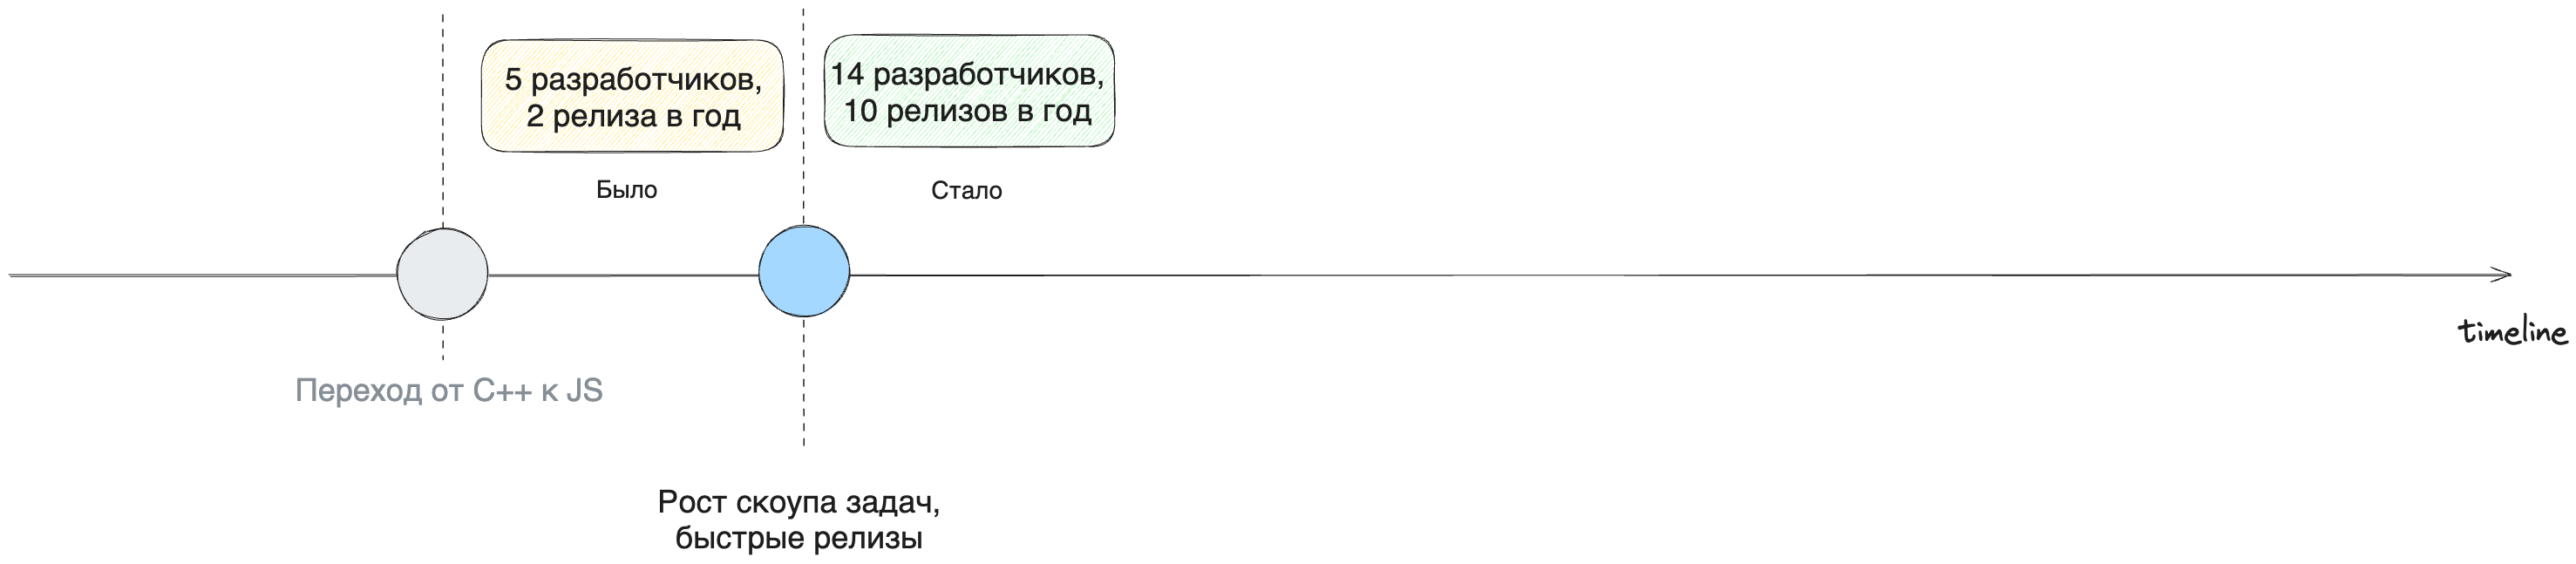 5 разработчиков,
2 релиза в год
14 разработчиков,
10 релизов в год
Было
Стало
timeline
Переход от C++ к JS
Рост скоупа задач,
быстрые релизы